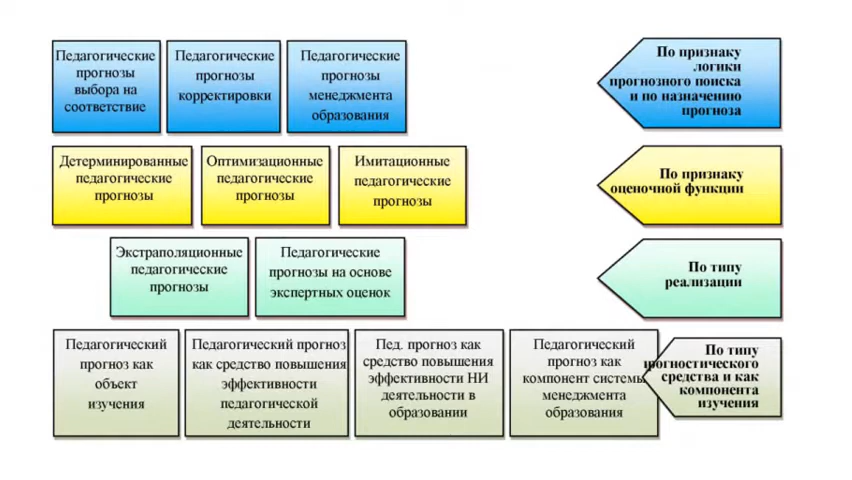 Педагогические
прогнозы
выбора на
соответствие
Педагогические
прогнозы
корректировки
Педагогические
прогнозы
менеджмента
образования
По признаку
логики
прогнозного поиска
и по назначению
прогноза
Детерминированные
педагогические
прогнозы
Оптимизационные
педагогические
прогнозы
Имитационные
педагогические
прогнозы
По признаку
оценочной функции
Экстраполяционные
педагогические
прогнозы
Педагогические
прогнозы на основе
экспертных оценок
По типу
реализации
Педагогический
прогноз как
объект
изучения
Педагогический прогноз
как средство повышения
эффективности
педагогической
деятельности
Пед. прогноз как
средство повышения
эффективности НИ
деятельности в
образовании
Педагогический
прогноз как
компонент системы
менеджмента
образования
По типу
прогностического
средства и как
компонента
изучения